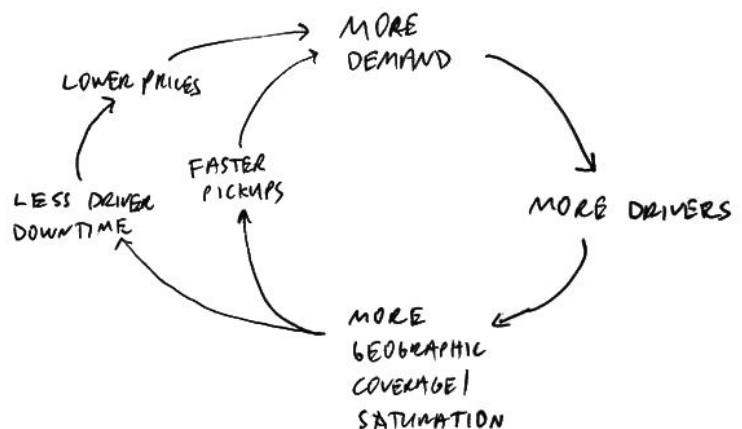 MORE
DEMAND
LOWER PRICES
FASTER
PICKUPS
LESS DRIVER
DOWNTIME
MORE DRIVERS
MORE
GEOGRAPHIC
COVERAGE/
SATURATION